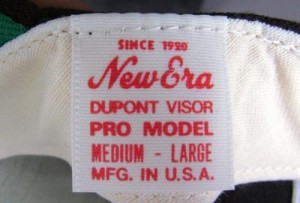 SINCE 1920
New Era
DUPONT VISOR
PRO MODEL
MEDIUM - LARGE
MFG. IN U.S.A.